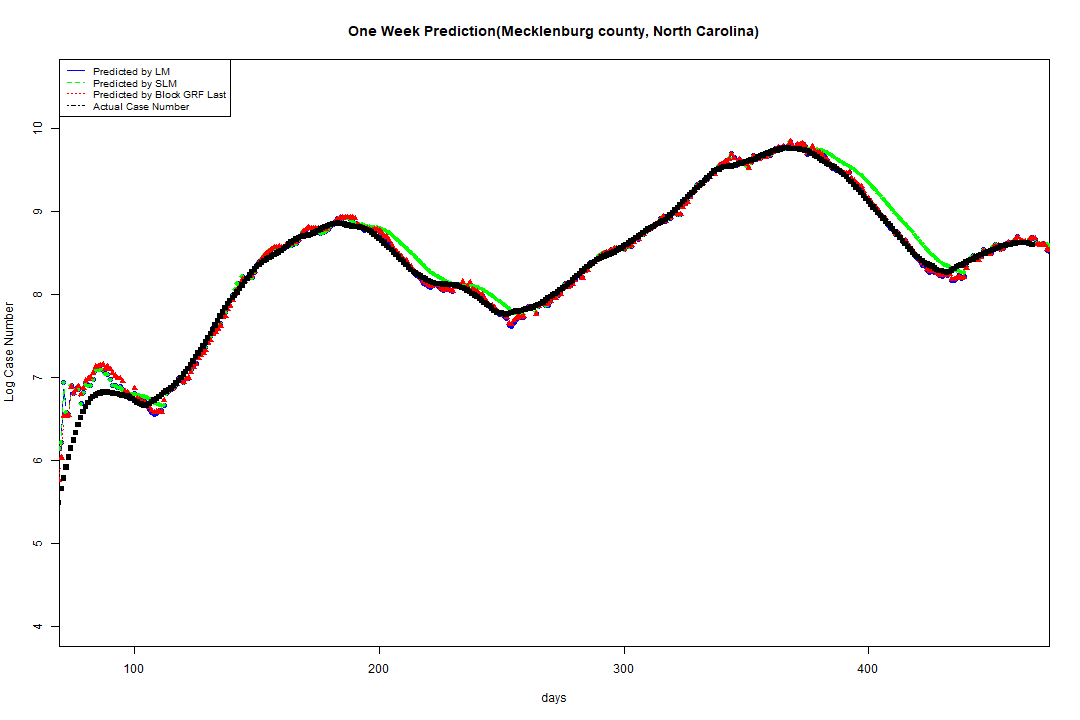 One Week Prediction(Mecklenburg county, North Carolina)
Predicted by LM
Predicted by SLM
Predicted by Block GRF Last
Actual Case Number
Log Case Number
10
9
8
7
6
5
4
100 200 300 400
days